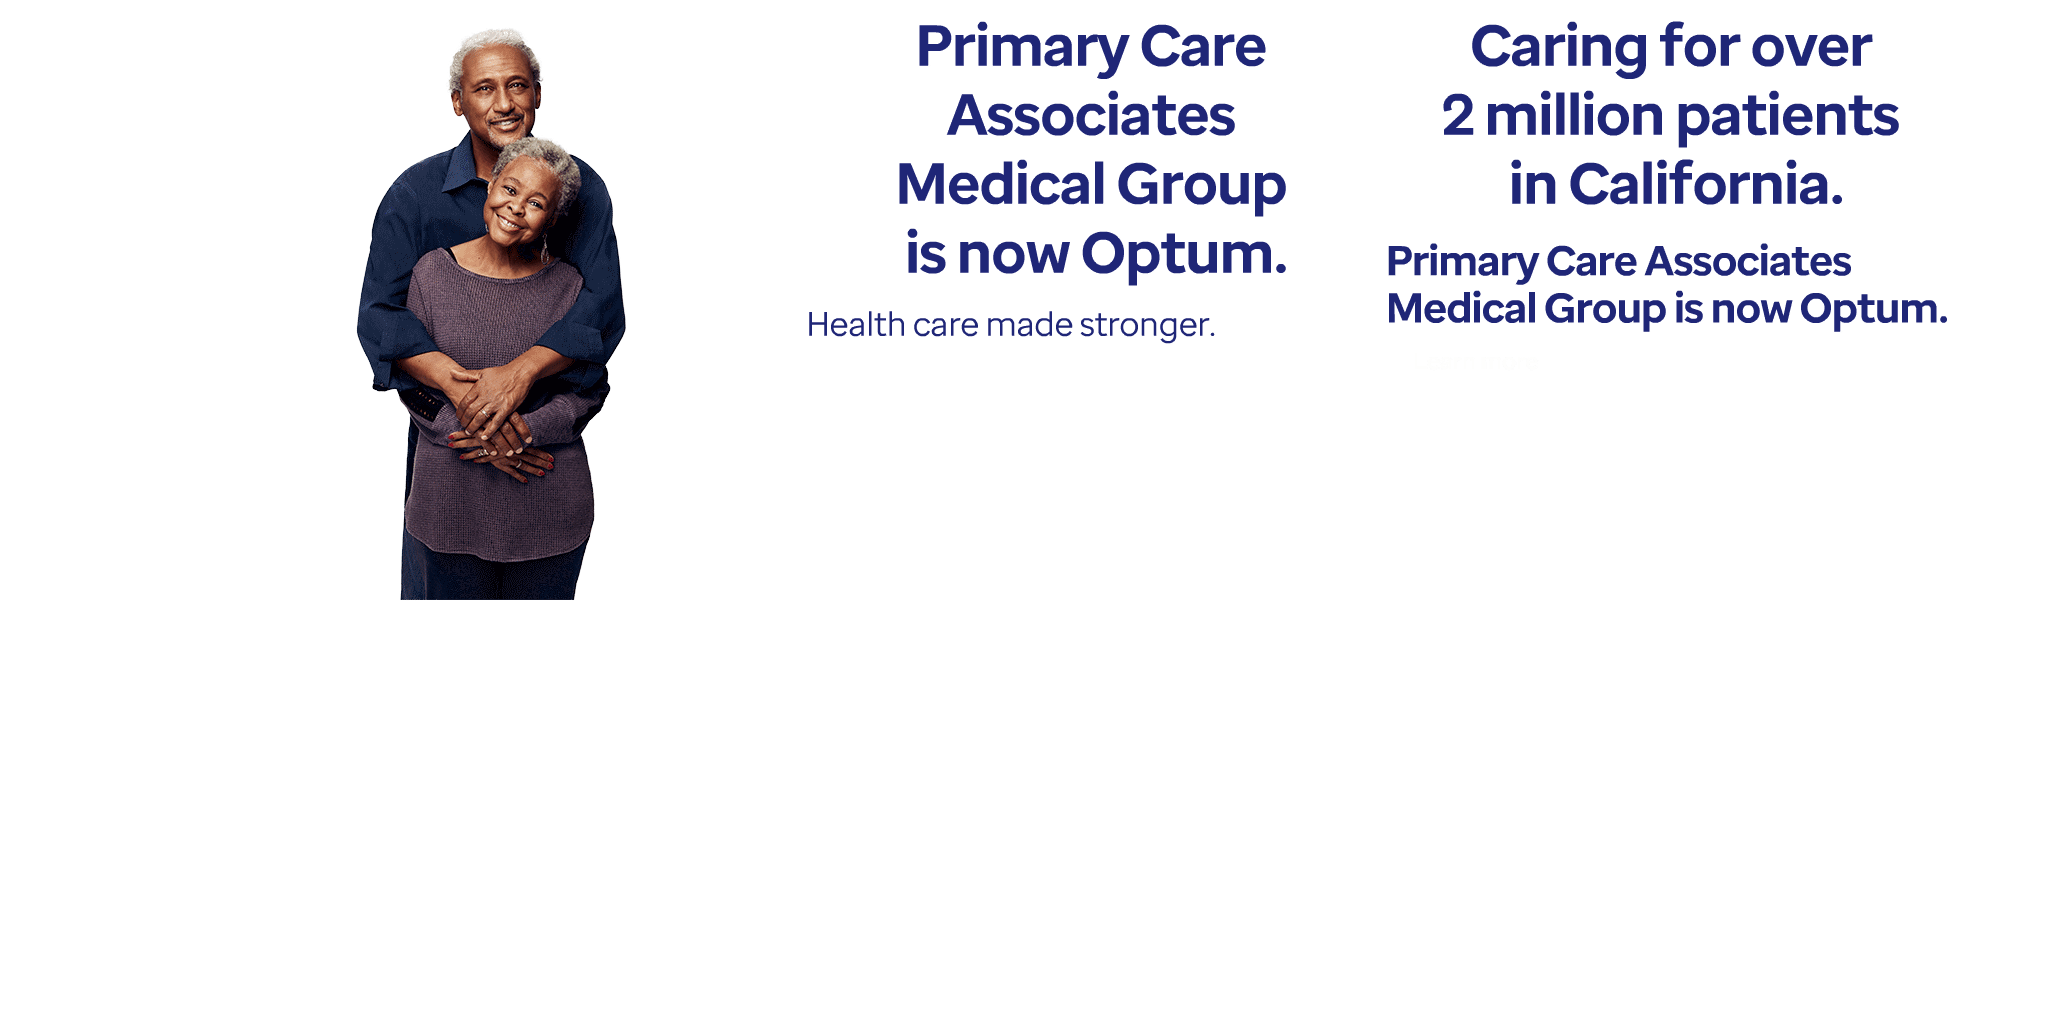 Primary Care
Associates
Medical Group
is now Optum.
Health care made stronger.
Caring for over
2 million patients
in California.
Primary Care Associates
Medical Group is now Optum.